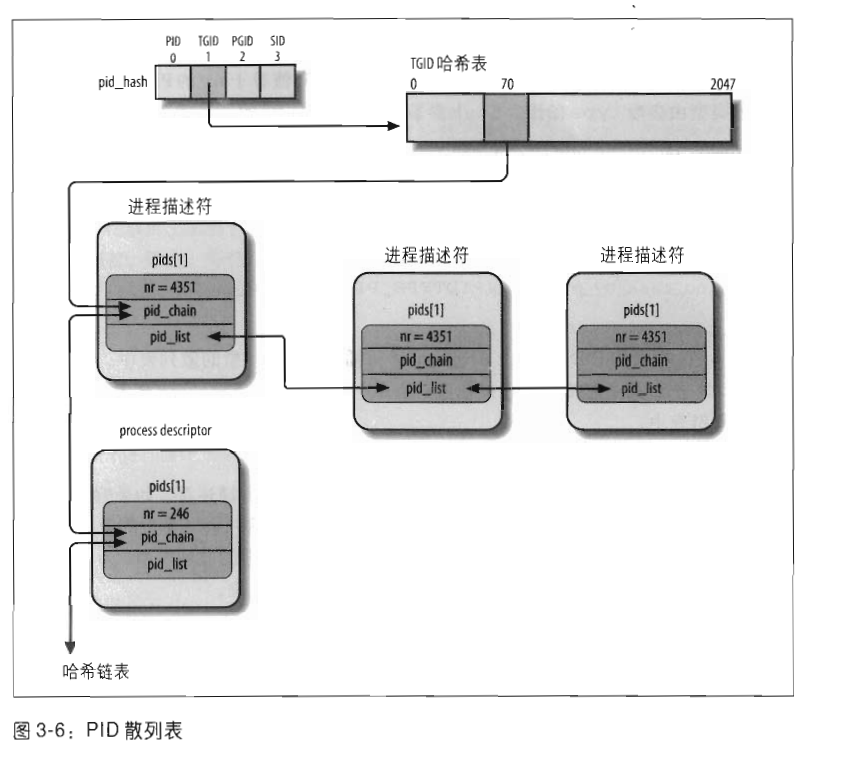 PID TGID PGID SID
0 1 2 3
pid_hash
TGID 哈希表
0 70 2047
进程描述符
pids[1]
nr = 4351
pid_chain
pid_list
进程描述符
pids[1]
nr = 4351
pid_chain
pid_list
进程描述符
pids[1]
nr = 4351
pid_chain
pid_list
process descriptor
pids[1]
nr = 246
pid_chain
pid_list
哈希链表
图 3-6：PID 散列表